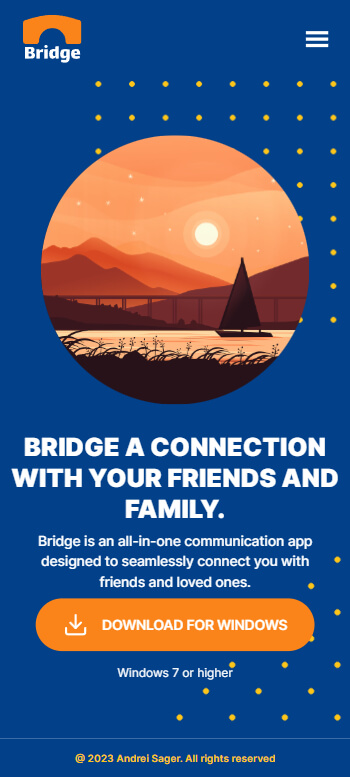 Bridge
BRIDGE A CONNECTION
WITH YOUR FRIENDS AND
FAMILY.
Bridge is an all-in-one communication app
designed to seamlessly connect you with
friends and loved ones.
DOWNLOAD FOR WINDOWS
Windows 7 or higher
@ 2023 Andrei Sager. All rights reserved